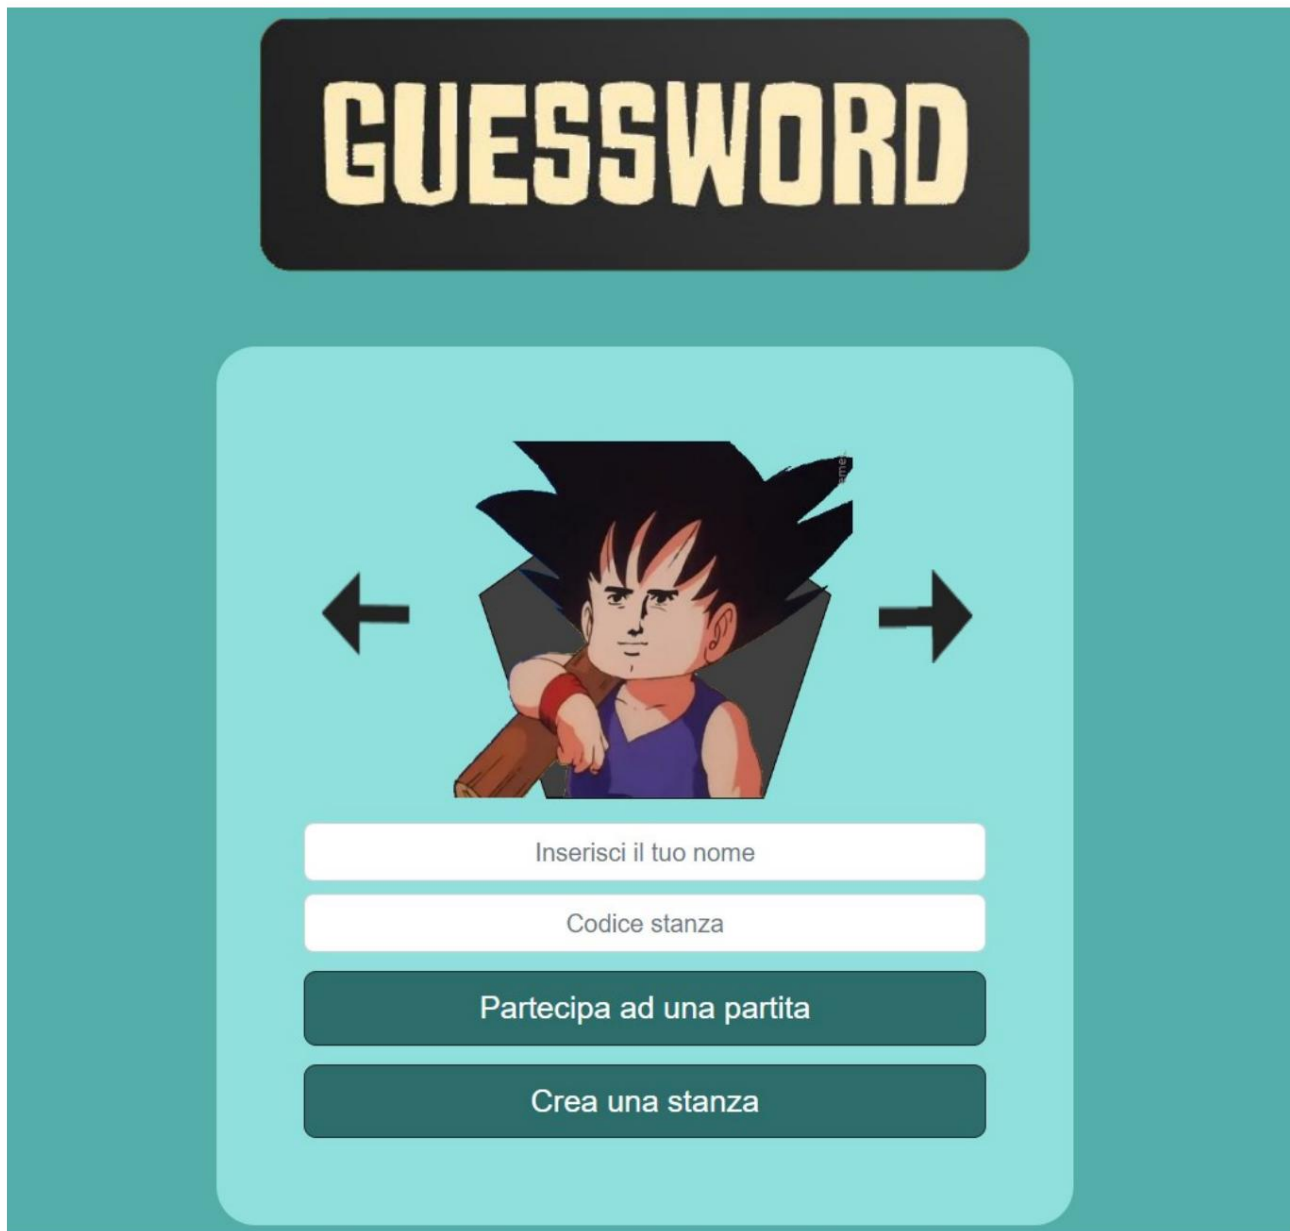 GUESSWORD
Inserisci il tuo nome
Codice stanza
Partecipa ad una partita
Crea una stanza